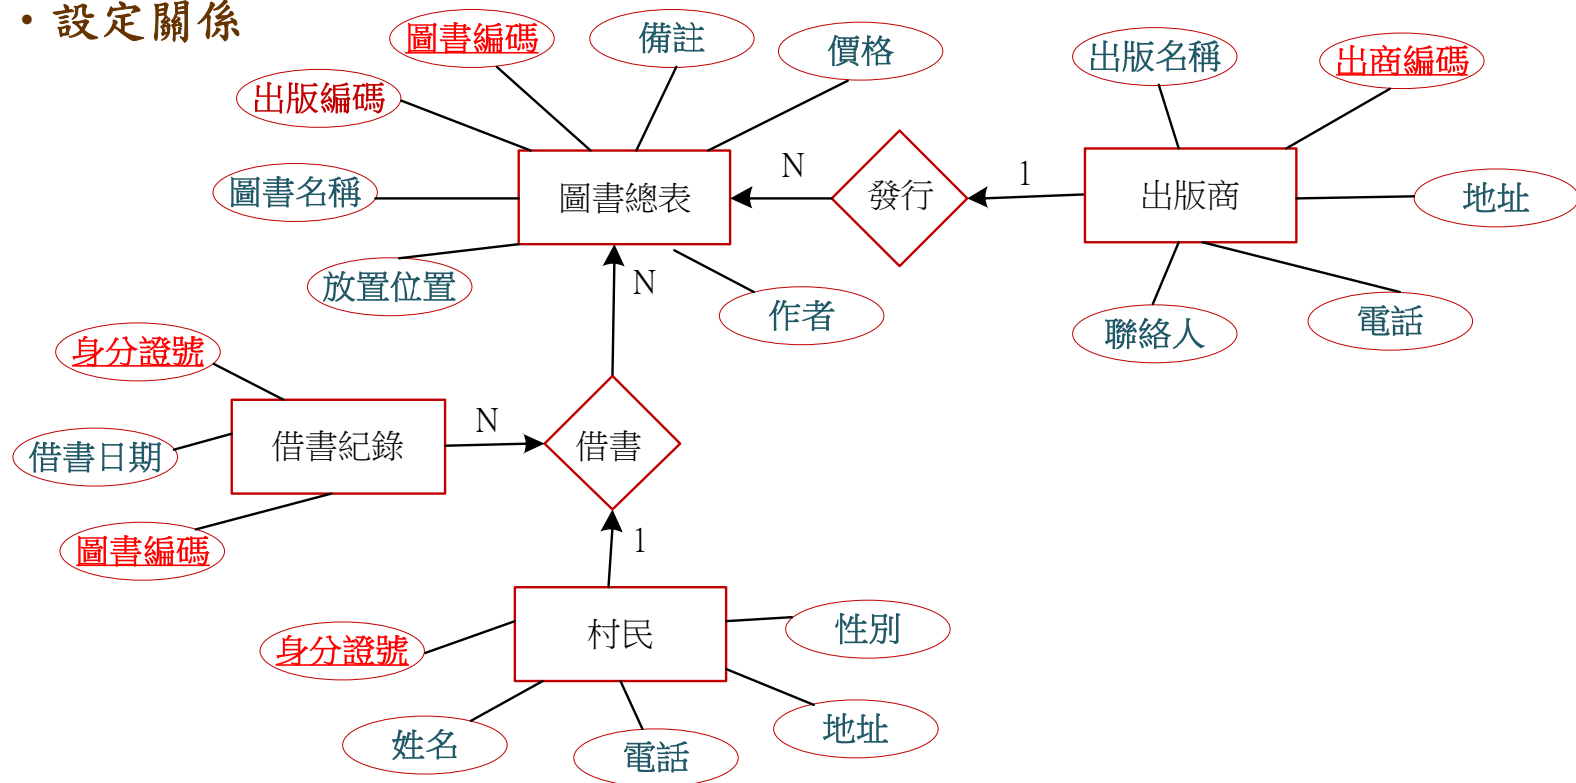 ・設定關係
圖書編碼
備註
價格
出版名稱
出商編碼
出版編碼
圖書名稱
圖書總表
N
發行
1
出版商
地址
放置位置
N
作者
聯絡人
電話
身分證號
借書日期
借書紀錄
N
借書
圖書編碼
1
身分證號
村民
性別
姓名
電話
地址